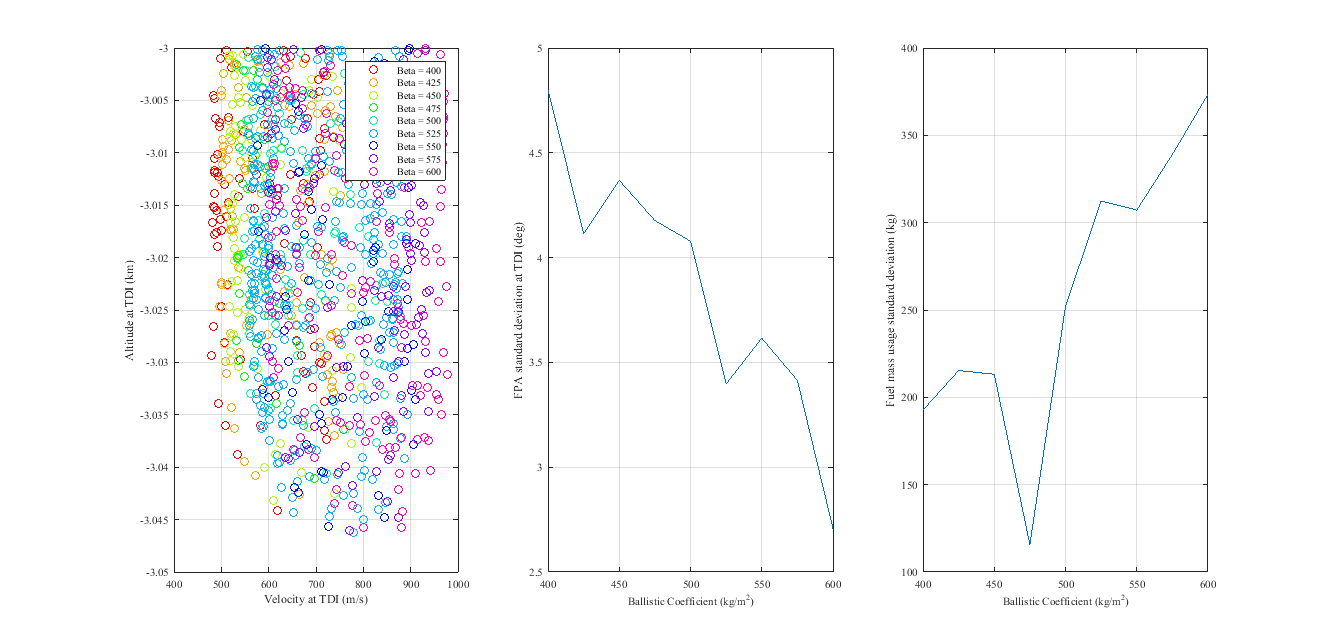 -3
-3.005
-3.01
-3.015
-3.02
-3.025
-3.03
-3.035
-3.04
-3.045
-3.05
Altitude at TDI (km)
400 500 600 700 800 900 1000
Velocity at TDI (m/s)
Beta = 400
Beta = 425
Beta = 450
Beta = 475
Beta = 500
Beta = 525
Beta = 550
Beta = 575
Beta = 600
5
4.5
4
3.5
3
2.5
FPA standard deviation at TDI (deg)
400 450 500 550 600
Ballistic Coefficient (kg/m²)
400
350
300
250
200
150
100
Fuel mass usage standard deviation (kg)
400 450 500 550 600
Ballistic Coefficient (kg/m²)